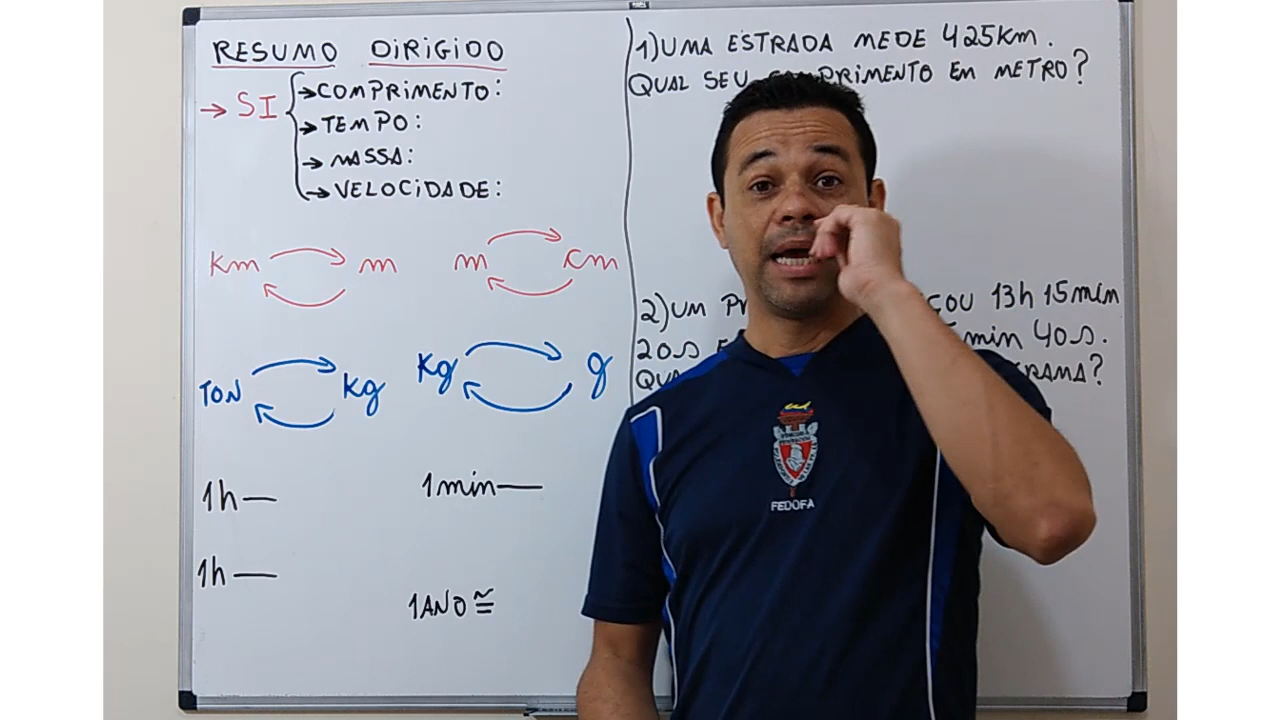 RESUMO DIRIGIDO
→ SI
→ COMPRIMENTO:
→ TEMPO:
→ MASSA:
→ VELOCIDADE:
Km m m cm
TON Kg Kg g
1h— 1min—
1h—
1ANO ≅
1) UMA ESTRADA MEDE 425Km.
QUAL SEU COMPRIMENTO EM METRO?
2) UM 13h 15min
20s min 40s.
FEDOFA